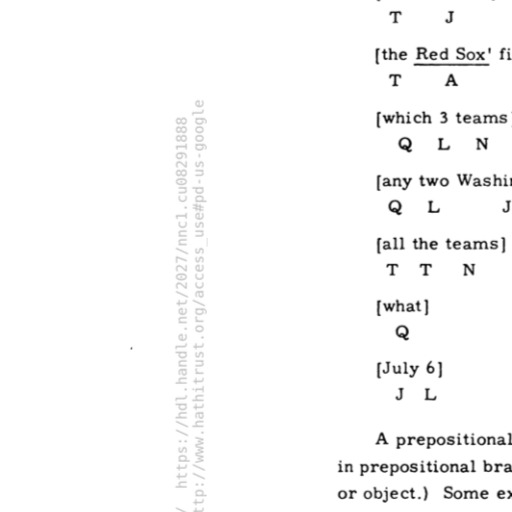 T J
[the Red Sox' fi
T A
[which 3 teams]
Q L N
[any two Washin
Q L J
[all the teams]
T T N
[what]
Q
[July 6]
J L
A prepositional
in prepositional bra
or object.) Some ex
/ https://hdl.handle.net/2027/nnc1.cu08291888
ttp://www.hathitrust.org/access_use#pd-us-google